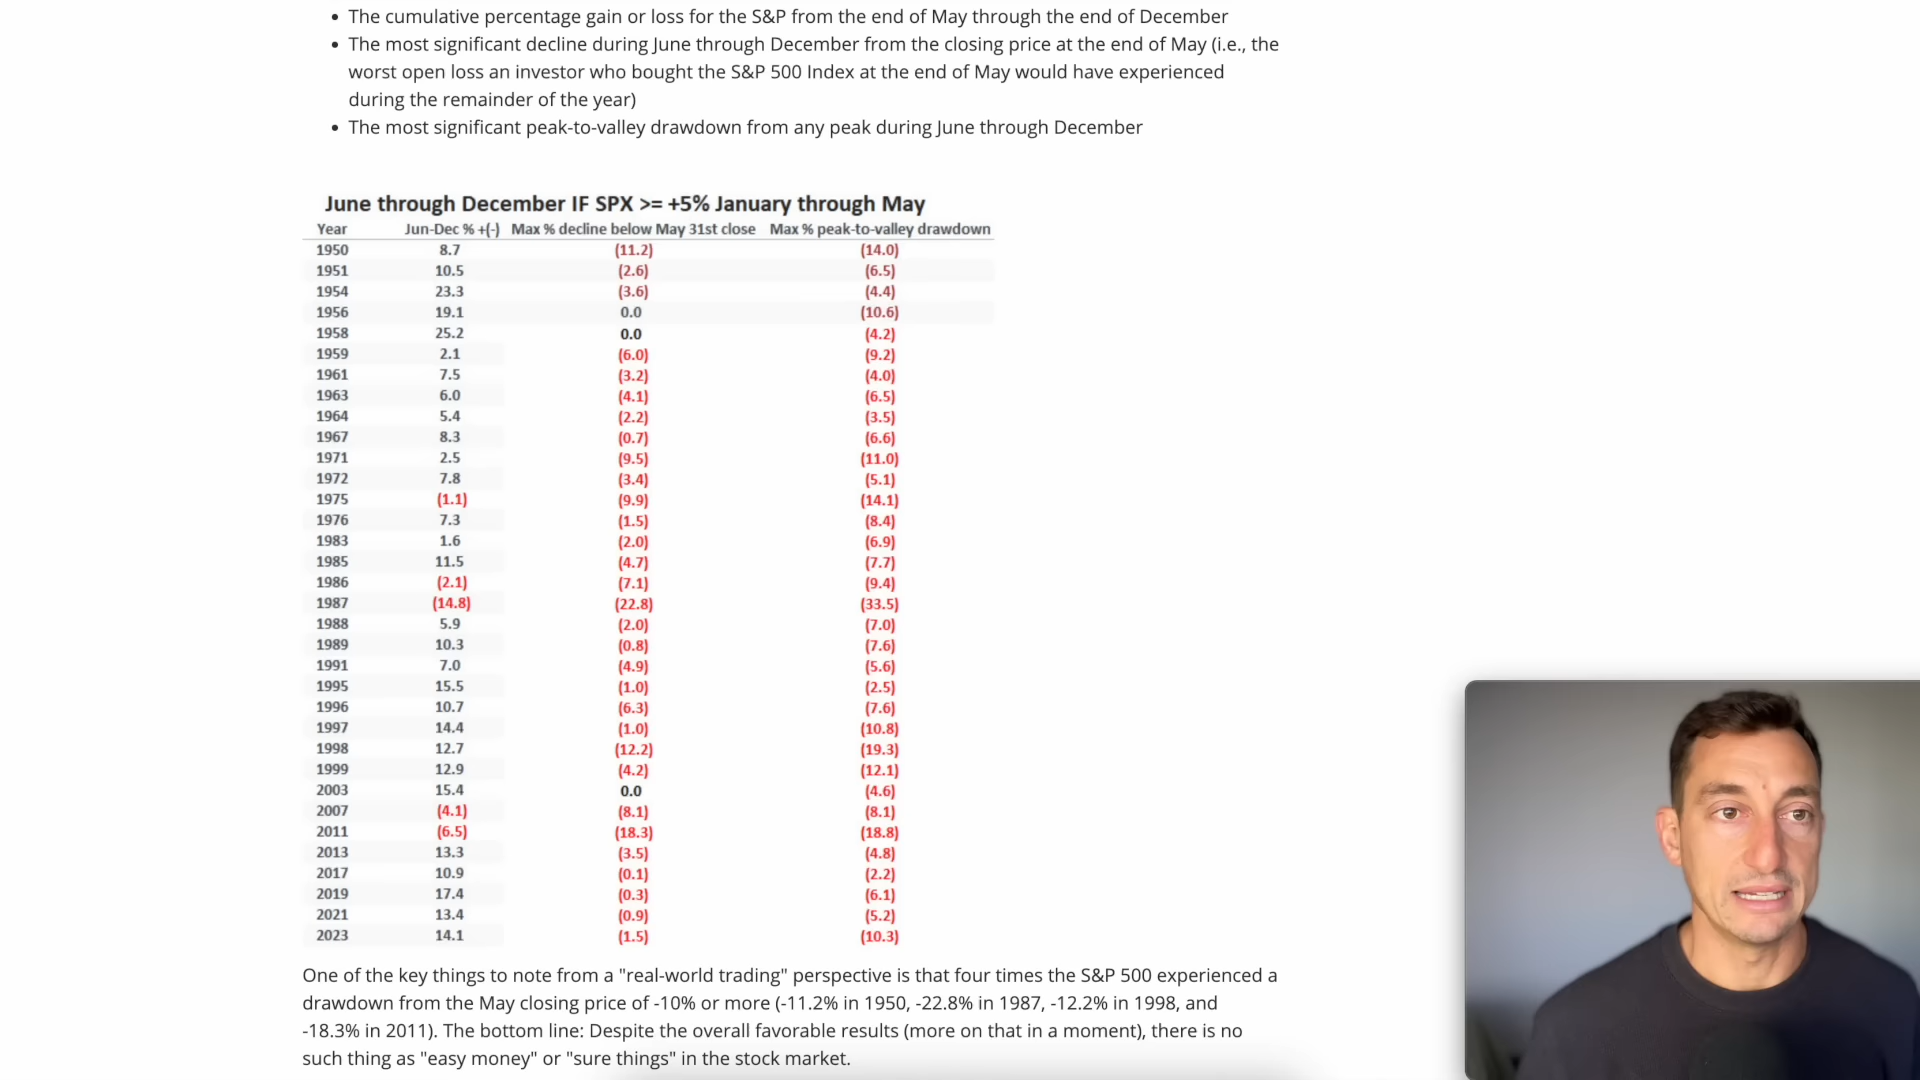 • The cumulative percentage gain or loss for the S&P from the end of May through the end of December
• The most significant decline during June through December from the closing price at the end of May (i.e., the
worst open loss an investor who bought the S&P 500 Index at the end of May would have experienced
during the remainder of the year)
• The most significant peak-to-valley drawdown from any peak during June through December
June through December IF SPX >= +5% January through May
Year Jun-Dec % +(-) Max % decline below May 31st close Max % peak-to-valley drawdown
1950 8.7 (11.2) (14.0)
1951 10.5 (2.6) (6.5)
1954 23.3 (3.6) (4.4)
1956 19.1 0.0 (10.6)
1958 25.2 0.0 (4.2)
1959 2.1 (6.0) (9.2)
1961 7.5 (3.2) (4.0)
1963 6.0 (4.1) (6.5)
1964 5.4 (2.2) (3.5)
1967 8.3 (0.7) (6.6)
1971 2.5 (9.5) (11.0)
1972 7.8 (3.4) (5.1)
1975 (1.1) (9.9) (14.1)
1976 7.3 (1.5) (8.4)
1983 1.6 (2.0) (6.9)
1985 11.5 (4.7) (7.7)
1986 (2.1) (7.1) (9.4)
1987 (14.8) (22.8) (33.5)
1988 5.9 (2.0) (7.0)
1989 10.3 (0.8) (7.6)
1991 7.0 (4.9) (5.6)
1995 15.5 (1.0) (2.5)
1996 10.7 (6.3) (7.6)
1997 14.4 (1.0) (10.8)
1998 12.7 (12.2) (19.3)
1999 12.9 (4.2) (12.1)
2003 15.4 0.0 (4.6)
2007 (4.1) (8.1) (8.1)
2011 (6.5) (18.3) (18.8)
2013 13.3 (3.5) (4.8)
2017 10.9 (0.1) (2.2)
2019 17.4 (0.3) (6.1)
2021 13.4 (0.9) (5.2)
2023 14.1 (1.5) (10.3)
One of the key things to note from a "real-world trading" perspective is that four times the S&P 500 experienced a
drawdown from the May closing price of -10% or more (-11.2% in 1950, -22.8% in 1987, -12.2% in 1998, and
-18.3% in 2011). The bottom line: Despite the overall favorable results (more on that in a moment), there is no
such thing as "easy money" or "sure things" in the stock market.